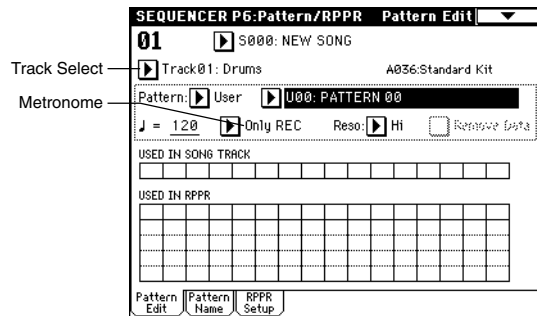 SEQUENCER P6:Pattern/RPPR Pattern Edit
01 S000: NEW SONG
Track Select Track01: Drums A036:Standard Kit
Pattern: User U00: PATTERN 00
Metronome
♩ = 120 Only REC Reso: Hi Remove Data
USED IN SONG TRACK
USED IN RPPR
Pattern Edit Pattern Name RPPR Setup